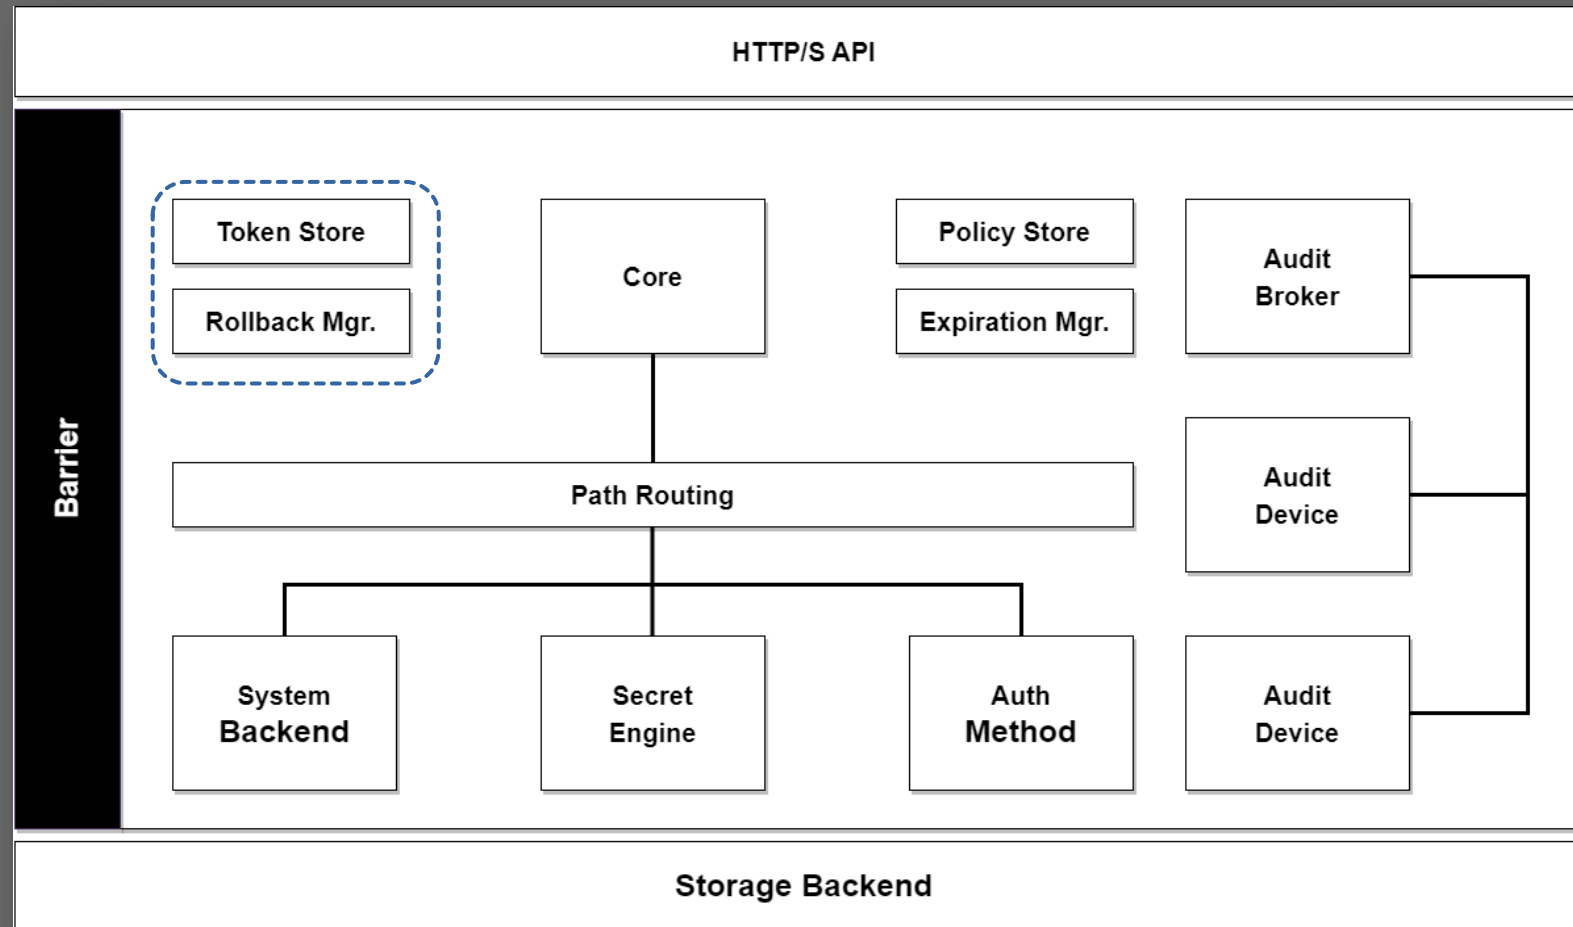 HTTP/S API
Barrier
Token Store
Rollback Mgr.
Core
Policy Store
Expiration Mgr.
Audit
Broker
Path Routing
Audit
Device
System
Backend
Secret
Engine
Auth
Method
Audit
Device
Storage Backend